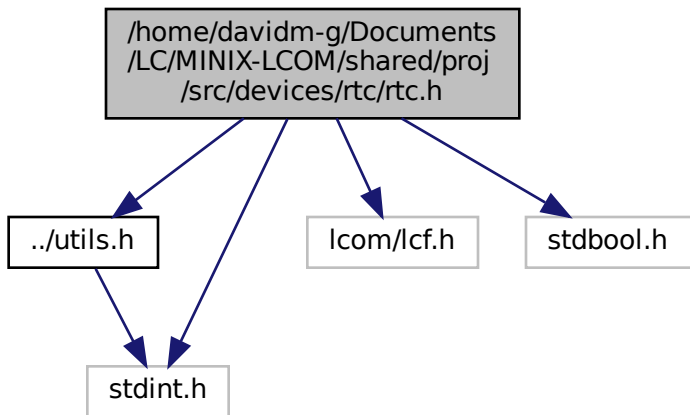 /home/davidm-g/Documents
/LC/MINIX-LCOM/shared/proj
/src/devices/rtc/rtc.h
../utils.h
lcom/lcf.h
stdbool.h
stdint.h